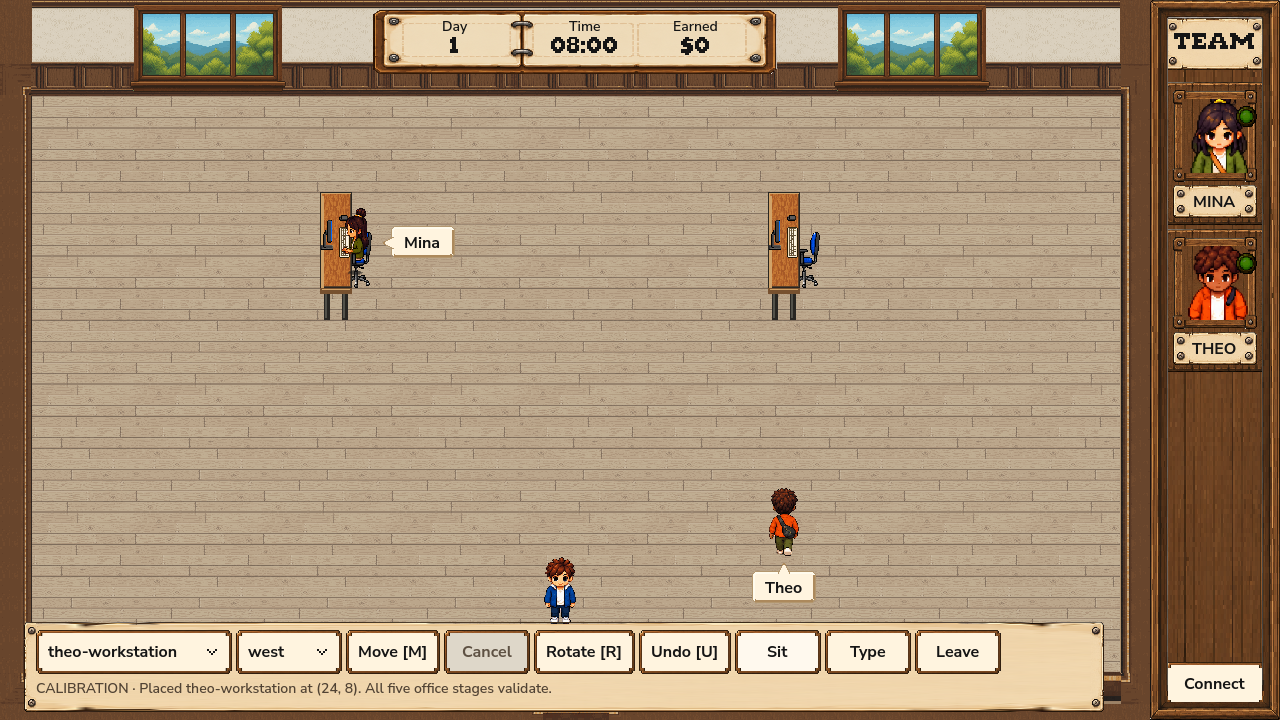 Day
1
Time
08:00
Earned
$0
TEAM
MINA
THEO
Mina
Theo
theo-workstation
west
Move [M]
Cancel
Rotate [R]
Undo [U]
Sit
Type
Leave
CALIBRATION · Placed theo-workstation at (24, 8). All five office stages validate.
Connect